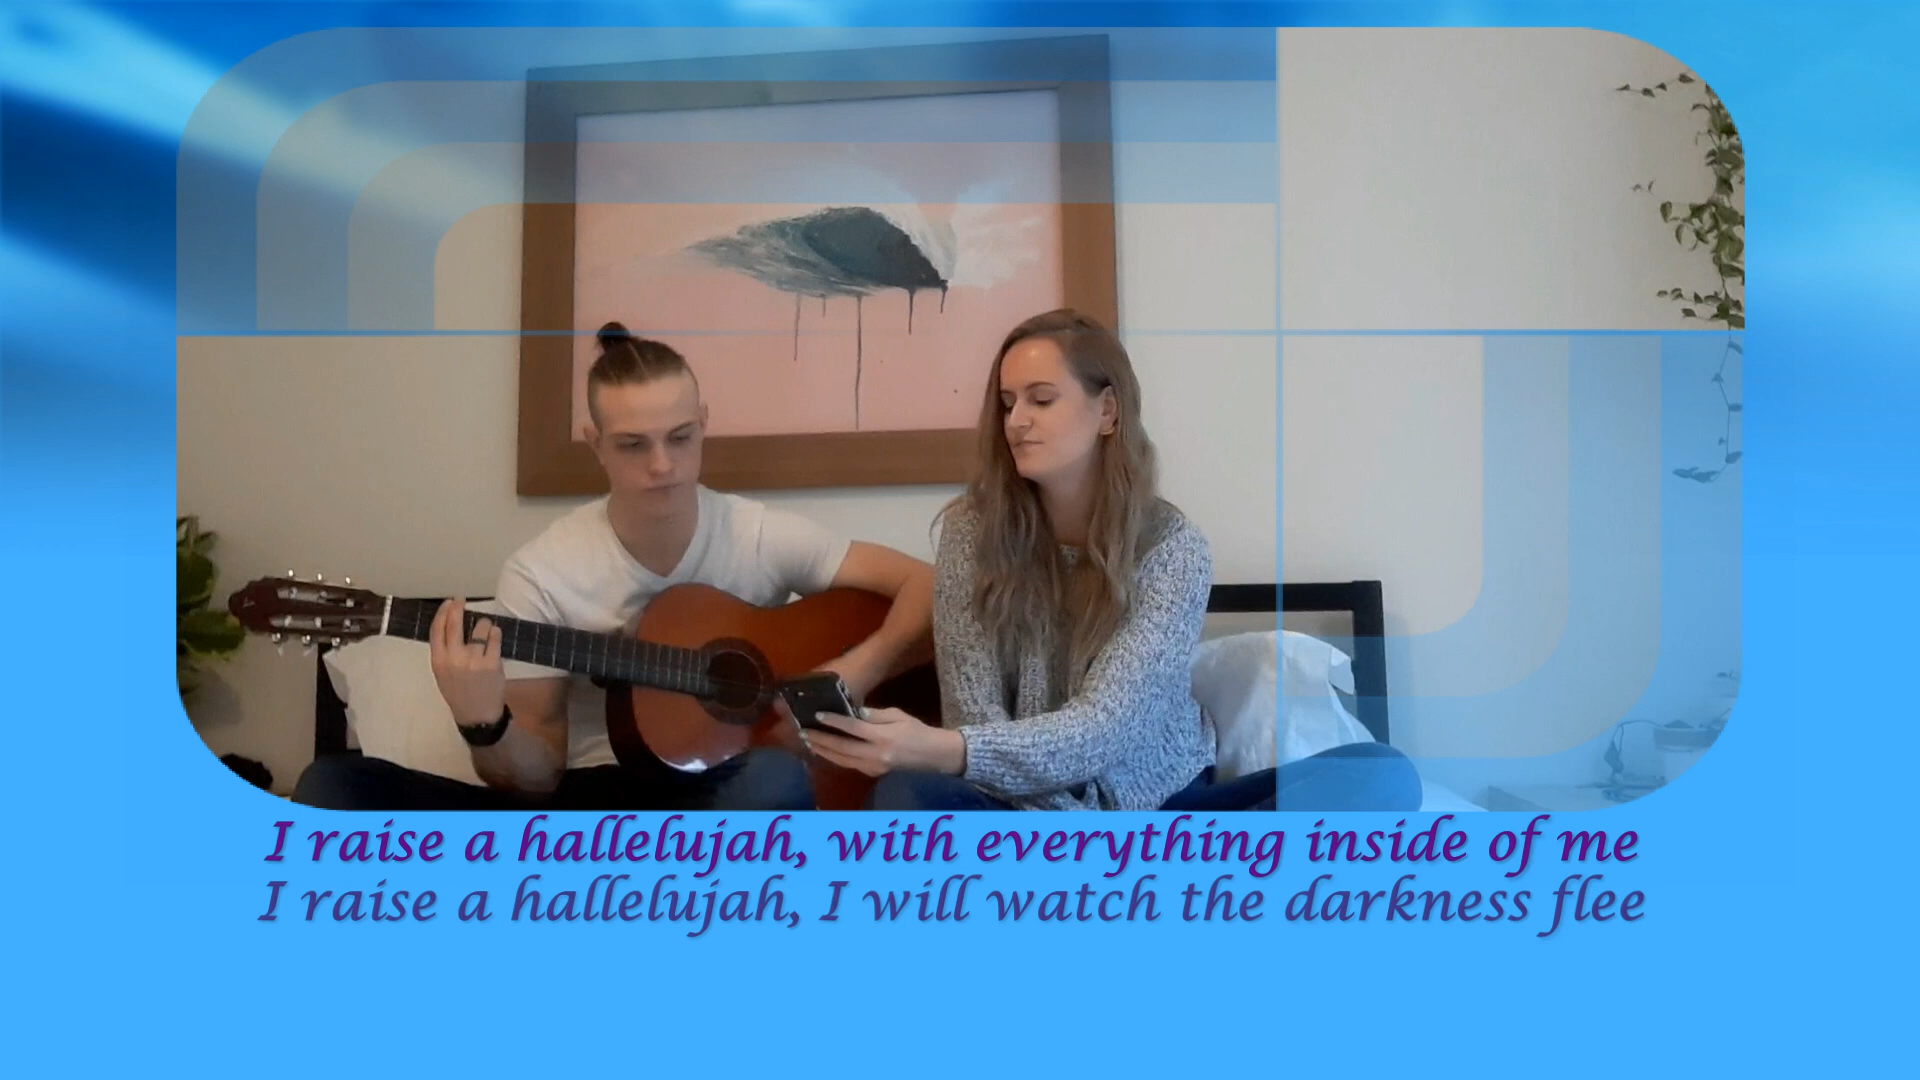 I raise a hallelujah, with everything inside of me
I raise a hallelujah, I will watch the darkness flee